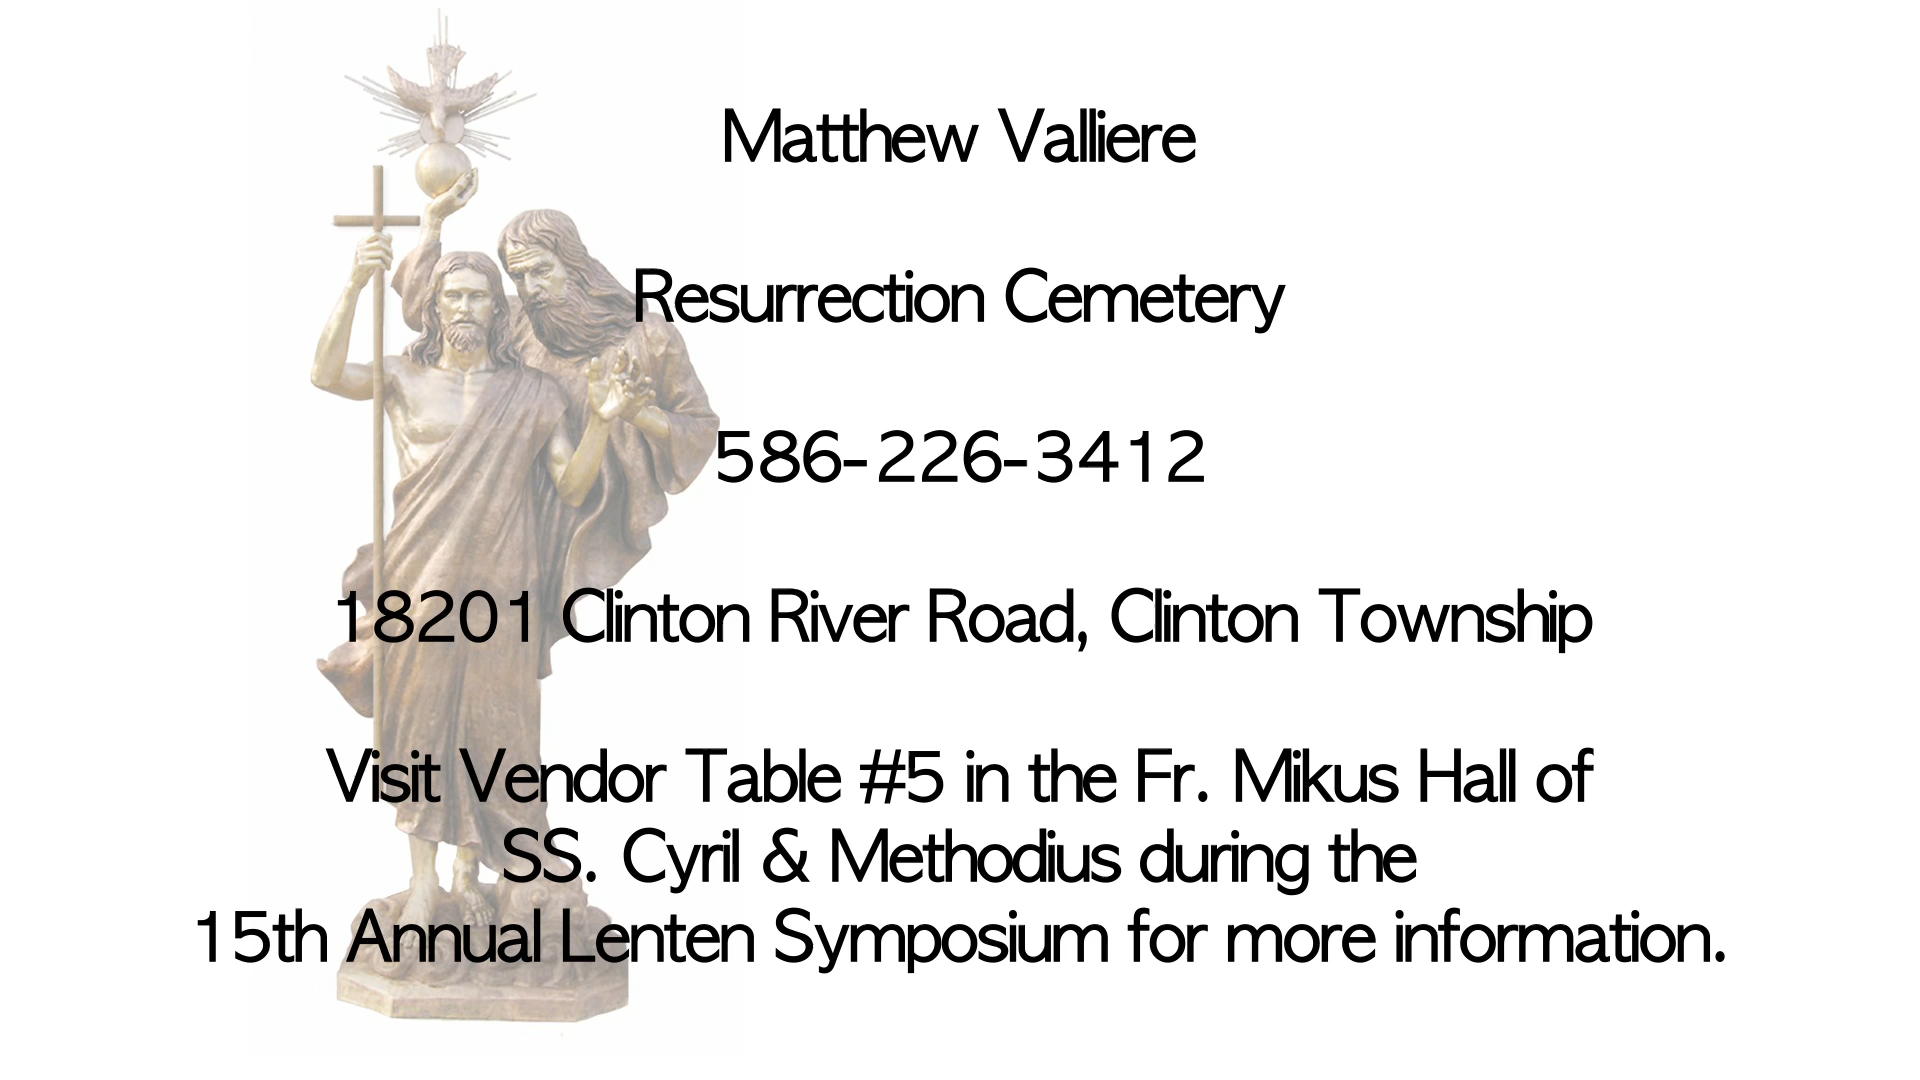 Matthew Valliere
Resurrection Cemetery
586-226-3412
18201 Clinton River Road, Clinton Township
Visit Vendor Table #5 in the Fr. Mikus Hall of
SS. Cyril & Methodius during the
15th Annual Lenten Symposium for more information.